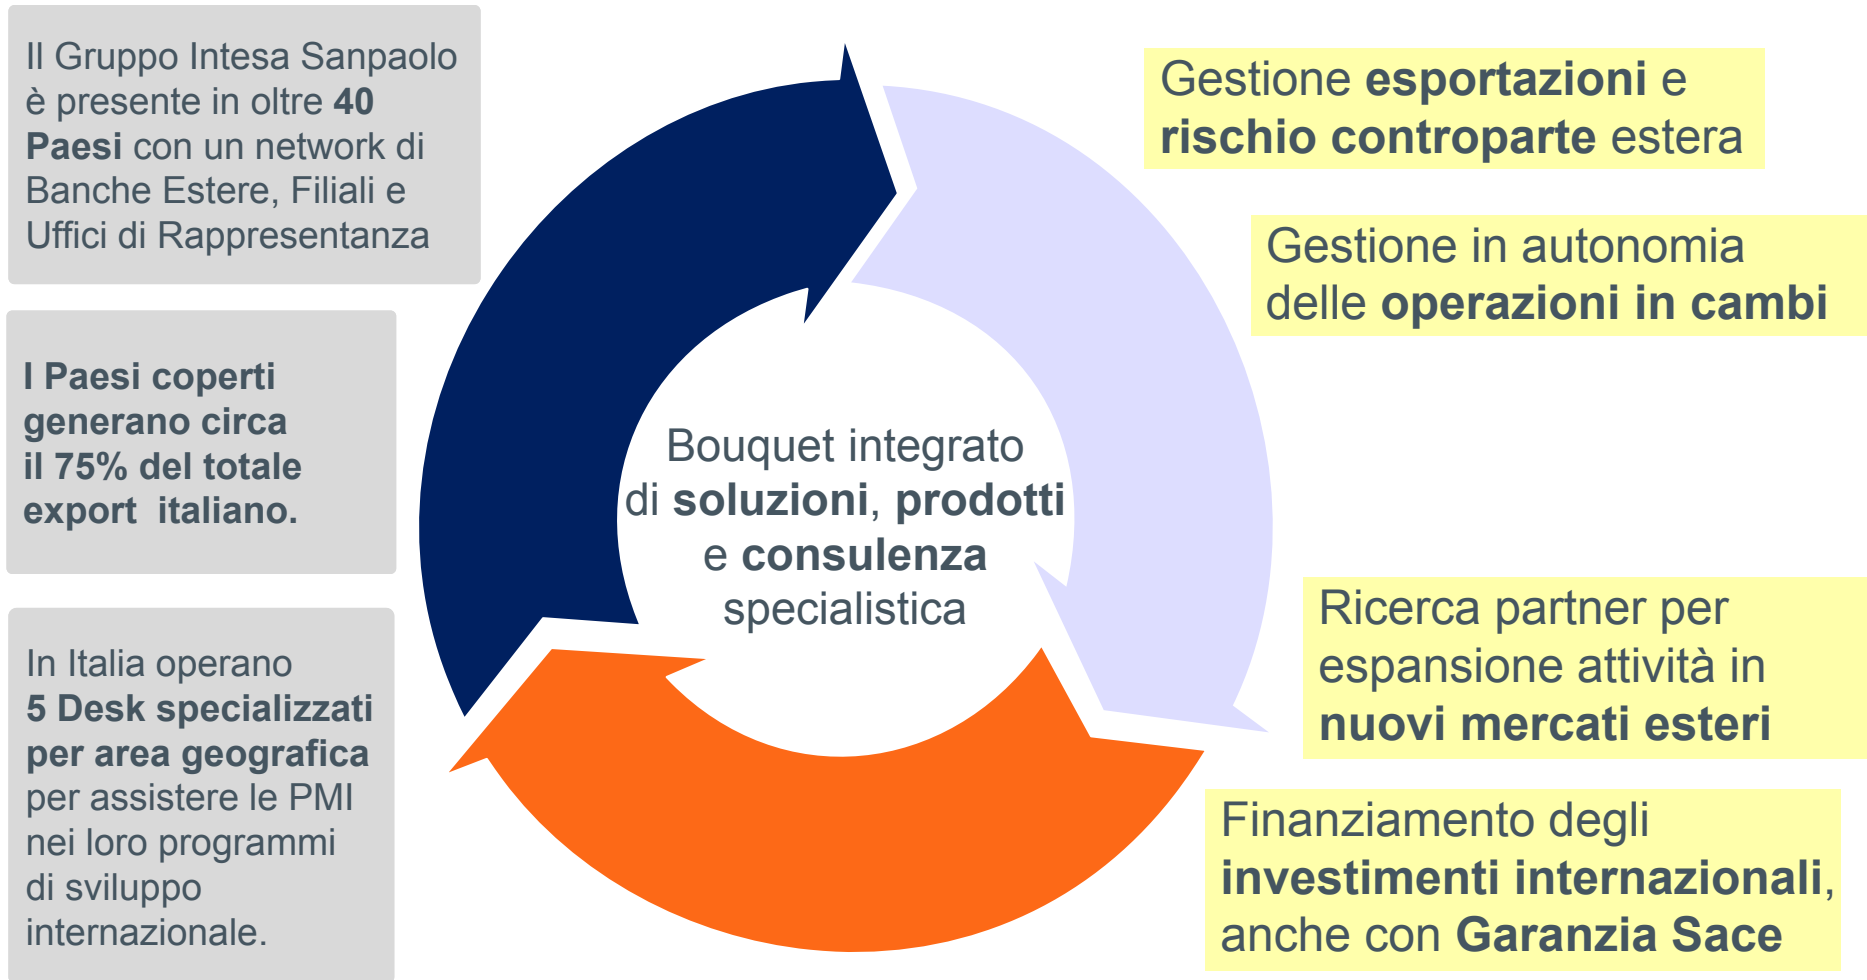 Il Gruppo Intesa Sanpaolo
è presente in oltre 40
Paesi con un network di
Banche Estere, Filiali e
Uffici di Rappresentanza
I Paesi coperti
generano circa
il 75% del totale
export  italiano.
In Italia operano
5 Desk specializzati
per area geografica
per assistere le PMI
nei loro programmi
di sviluppo
internazionale.
Bouquet integrato
di soluzioni, prodotti
e consulenza
specialistica
Gestione esportazioni e
rischio controparte estera
Gestione in autonomia
delle operazioni in cambi
Ricerca partner per
espansione attività in
nuovi mercati esteri
Finanziamento degli
investimenti internazionali,
anche con Garanzia Sace